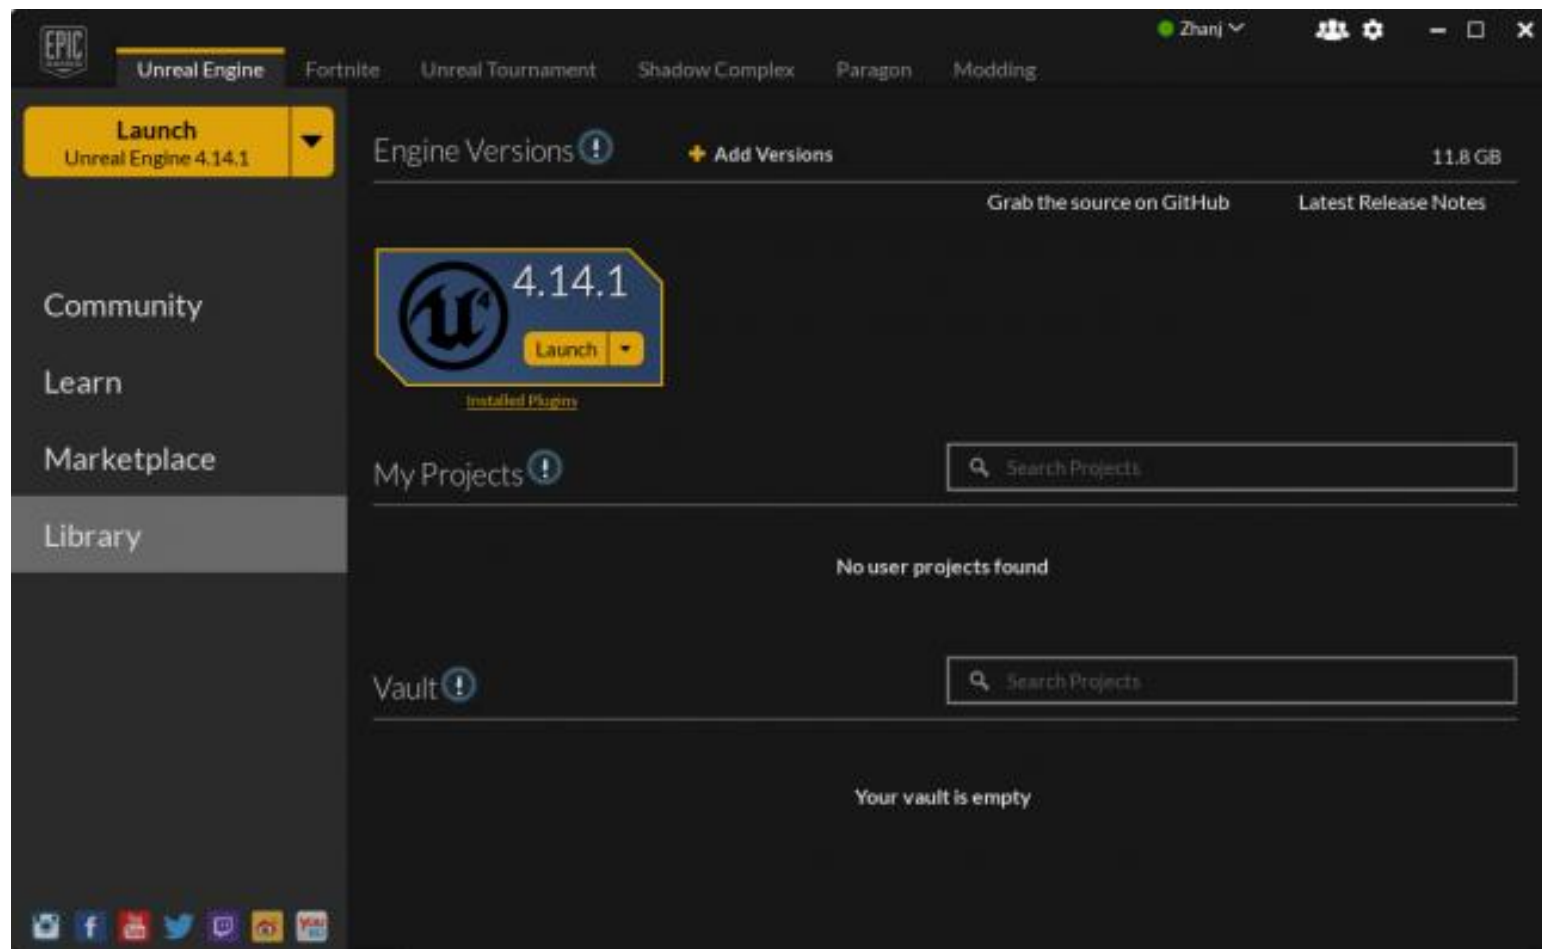 EPIC
Zhanj
Unreal Engine
Fortnite
Unreal Tournament
Shadow Complex
Paragon
Modding
Launch
Unreal Engine 4.14.1
Engine Versions
+ Add Versions
11.8 GB
Grab the source on GitHub
Latest Release Notes
4.14.1
Launch
Installed Plugins
Community
Learn
Marketplace
Library
My Projects
Search Projects
No user projects found
Vault
Search Projects
Your vault is empty